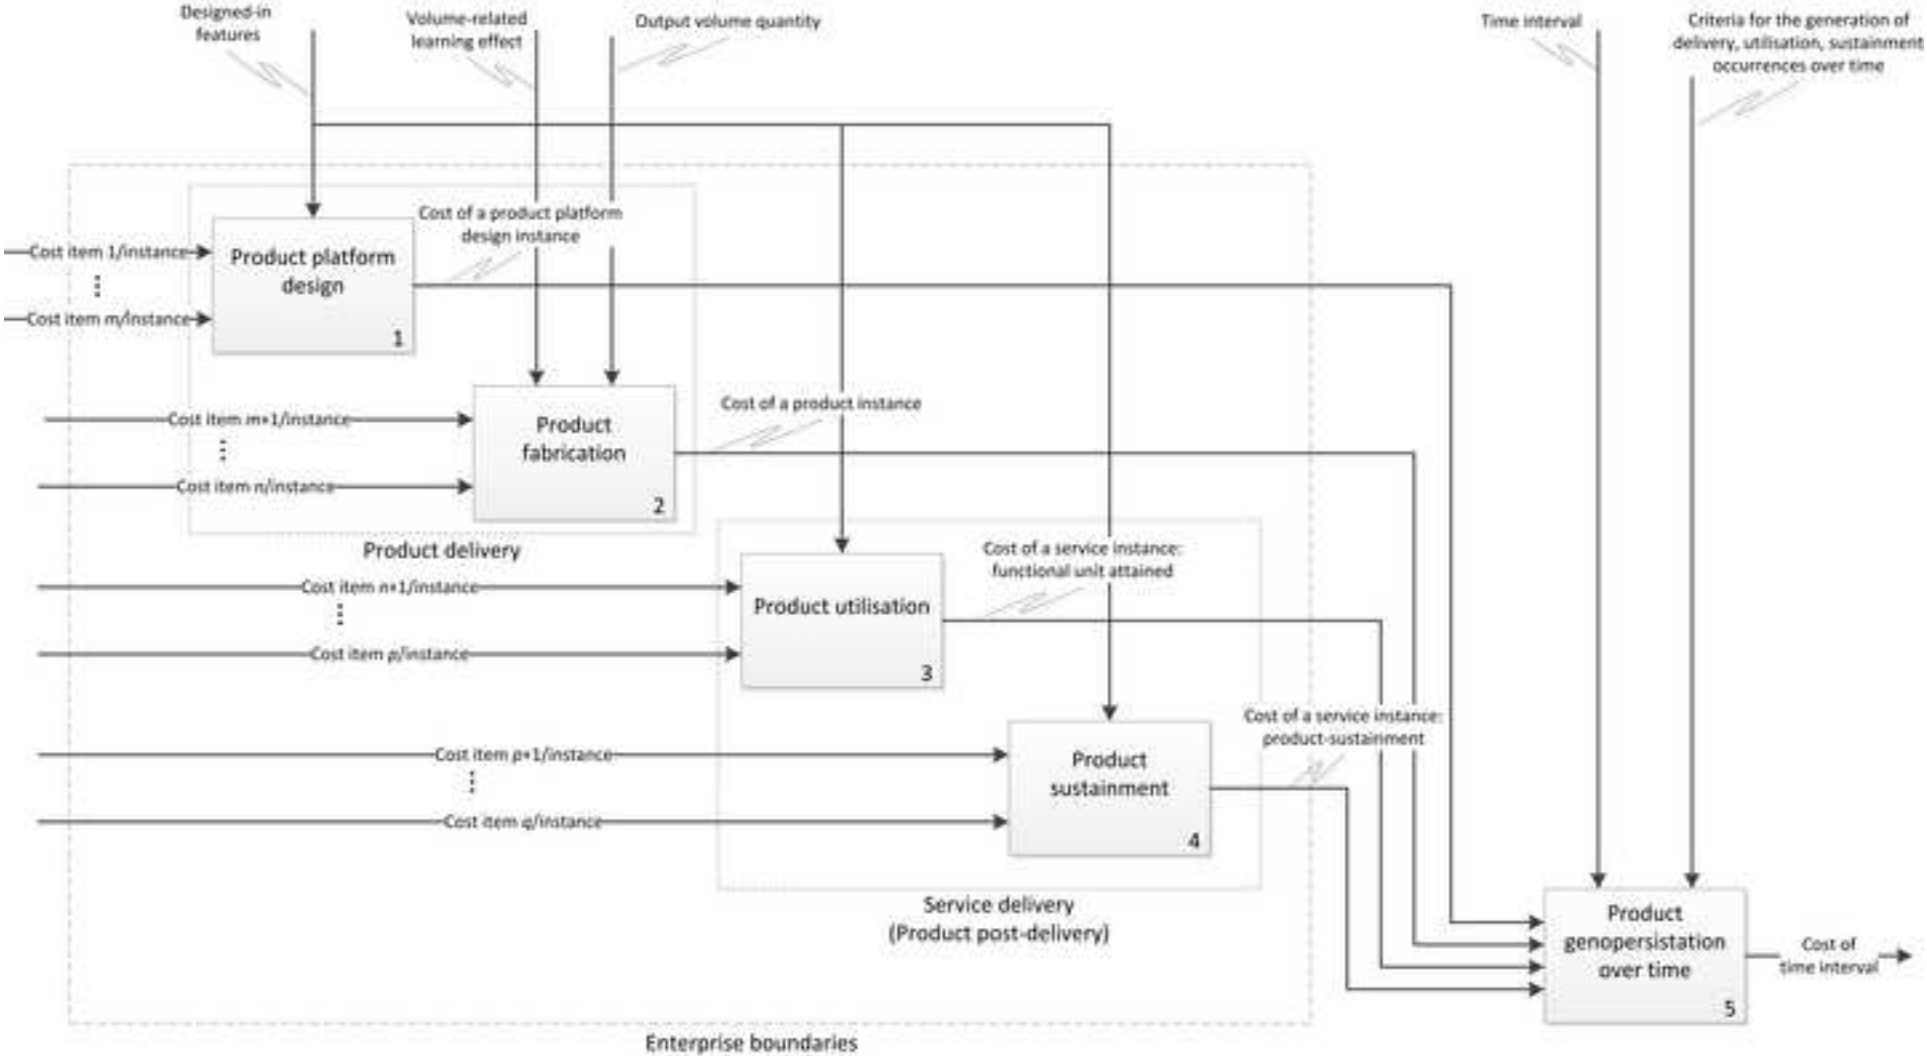 Designed-in
features
Volume-related
learning effect
Output volume quantity
Time interval
Criteria for the generation of
delivery, utilisation, sustainment
occurrences over time
Cost item 1/instance
Cost item m/instance
Product platform
design
1
Cost of a product platform
design instance
Cost item m+1/instance
Cost item n/instance
Product
fabrication
2
Cost of a product instance
Product delivery
Cost item n+1/instance
Cost item p/instance
Product utilisation
3
Cost of a service instance:
functional unit attained
Cost item p+1/instance
Cost item q/instance
Product
sustainment
4
Cost of a service instance:
product-sustainment
Service delivery
(Product post-delivery)
Product
genopersistation
over time
5
Cost of
time interval
Enterprise boundaries